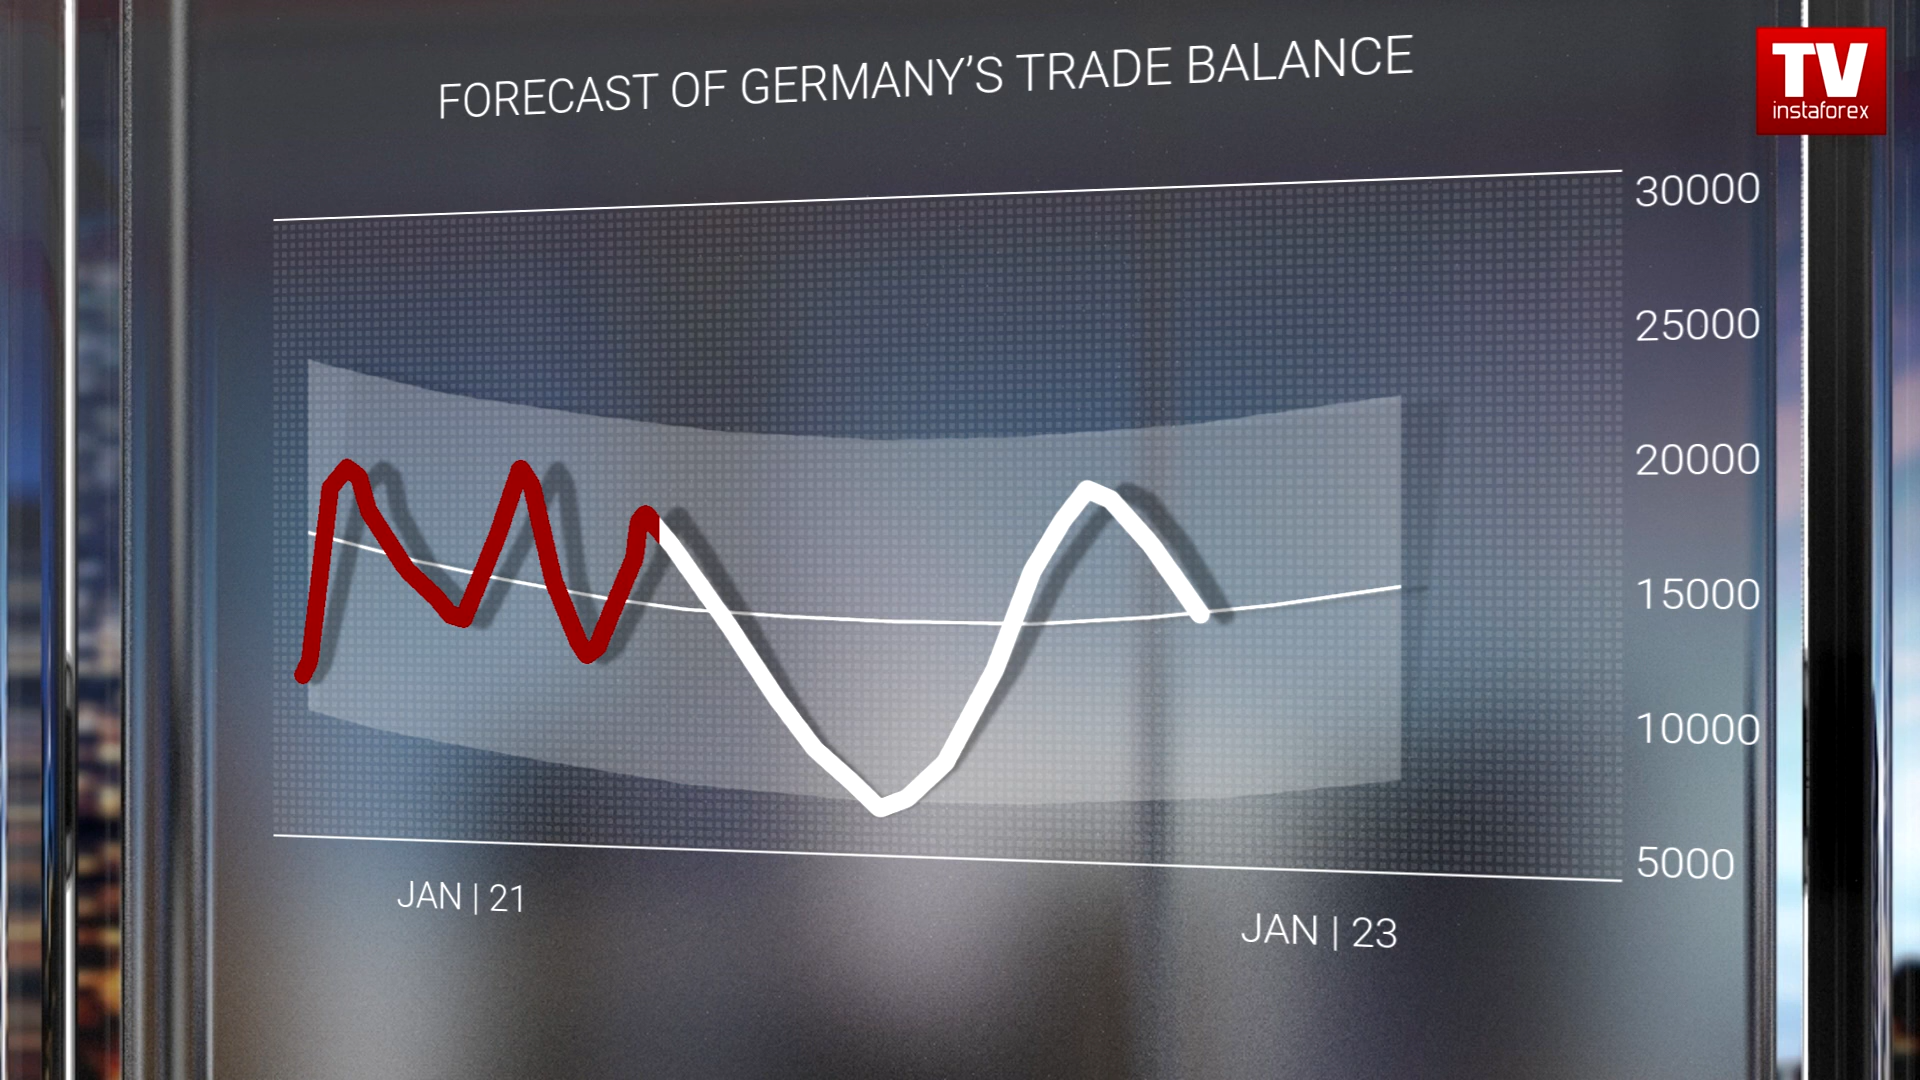 FORECAST OF GERMANY'S TRADE BALANCE
TV
instaforex
30000
25000
20000
15000
10000
5000
JAN | 21
JAN | 23